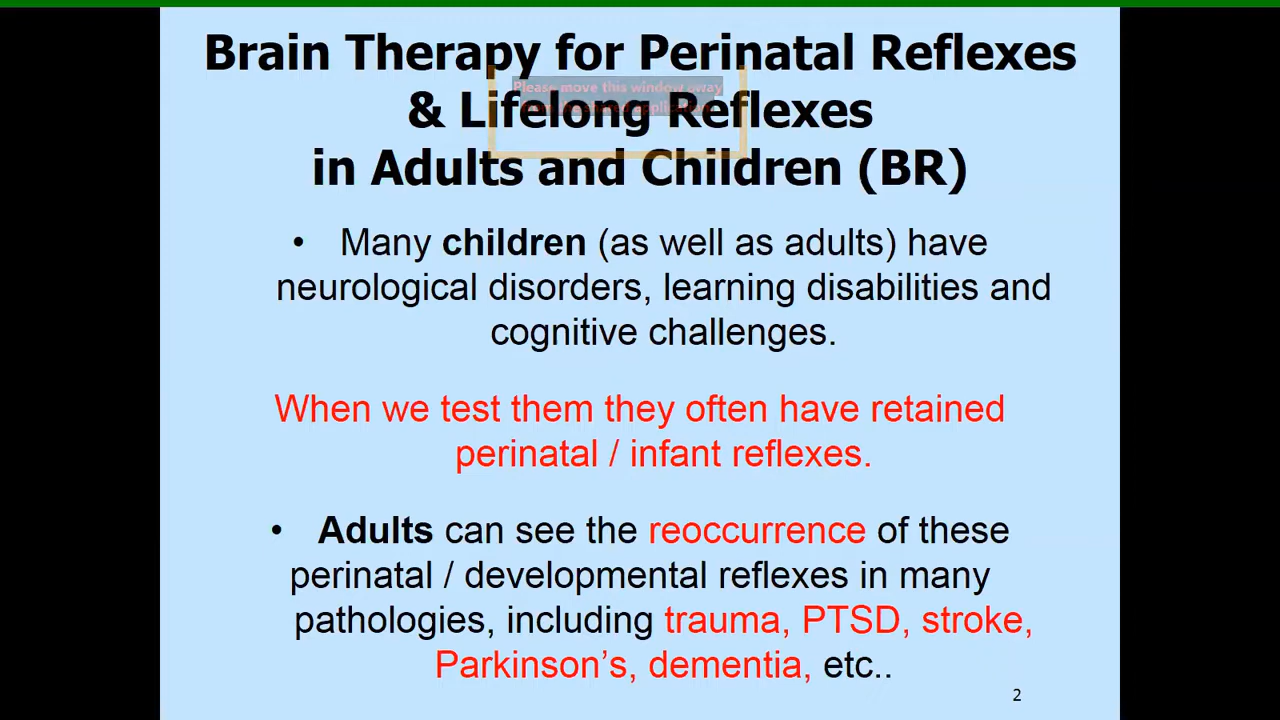 Brain Therapy for Perinatal Reflexes
Please move this window away
& Lifelong Reflexes
in Adults and Children (BR)
• Many children (as well as adults) have
neurological disorders, learning disabilities and
cognitive challenges.
When we test them they often have retained
perinatal / infant reflexes.
• Adults can see the reoccurrence of these
perinatal / developmental reflexes in many
pathologies, including trauma, PTSD, stroke,
Parkinson’s, dementia, etc..
2